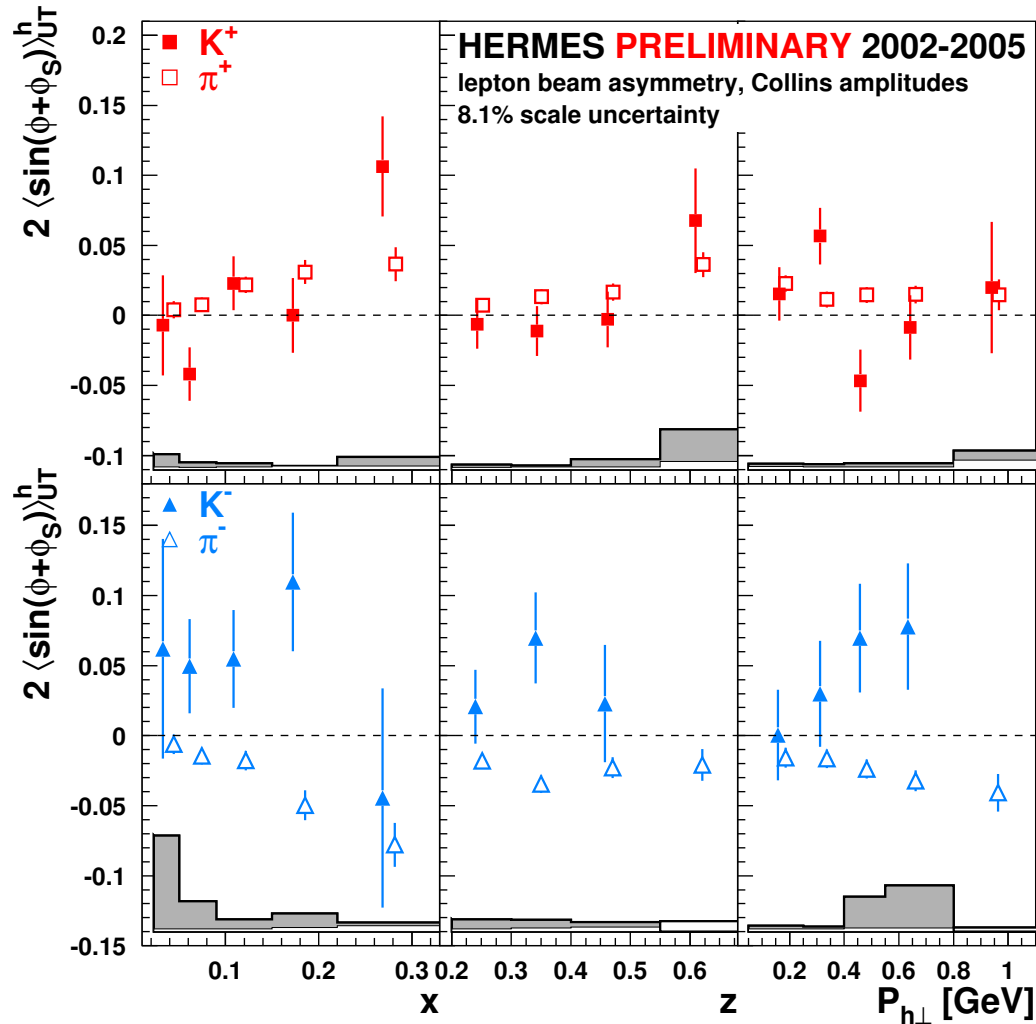 HERMES PRELIMINARY 2002-2005
lepton beam asymmetry, Collins amplitudes
8.1% scale uncertainty
K+
π+
2 ⟨sin(ϕ+ϕS)⟩hUT
0.2
0.15
0.1
0.05
0
-0.05
-0.1
K-
π-
2 ⟨sin(ϕ+ϕS)⟩hUT
0.15
0.1
0.05
0
-0.05
-0.1
-0.15
0.1 0.2 0.3 0.2 0.3 0.4 0.5 0.6 0.2 0.4 0.6 0.8 1
x z Ph⊥ [GeV]